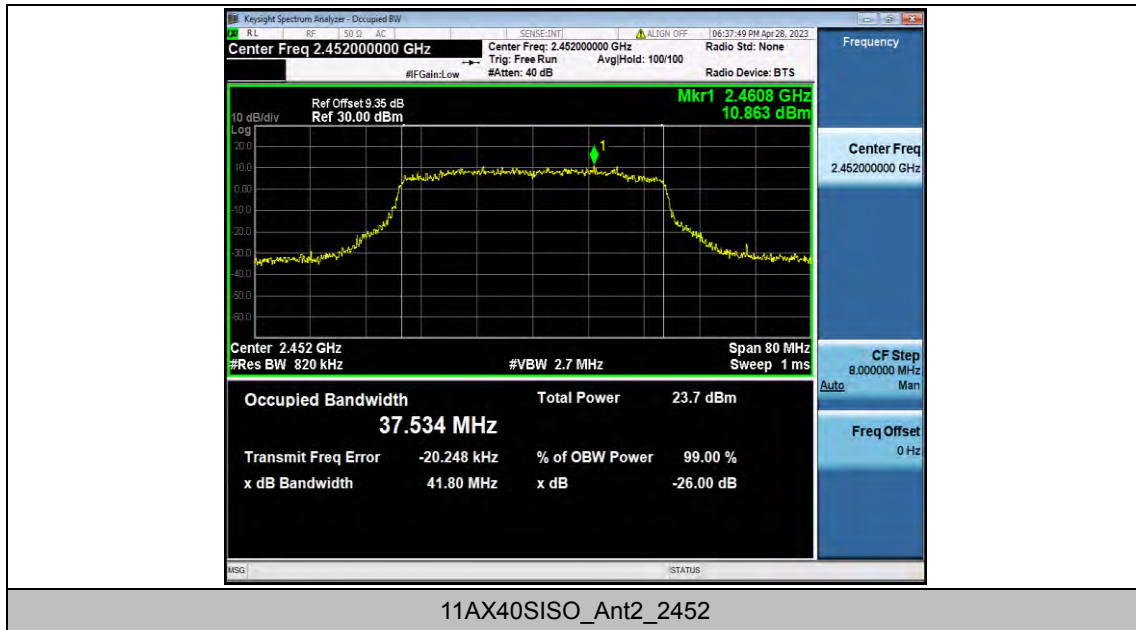 Keysight Spectrum Analyzer - Occupied BW
RL RF 50 Ω AC SENSE:INT ALIGN OFF 06:37:49 PM Apr 28, 2023
Center Freq 2.452000000 GHz
Center Freq: 2.452000000 GHz Radio Std: None
Trig: Free Run Avg|Hold: 100/100
#IFGain:Low #Atten: 40 dB Radio Device: BTS
Frequency
Mkr1 2.4608 GHz
10.863 dBm
Ref Offset 9.35 dB
10 dB/div Ref 30.00 dBm
Log
20.0
10.0
0.00
-10.0
-20.0
-30.0
-40.0
-50.0
-60.0
1
Center 2.452 GHz Span 80 MHz
#Res BW 820 kHz #VBW 2.7 MHz Sweep 1 ms
Occupied Bandwidth Total Power 23.7 dBm
37.534 MHz
Transmit Freq Error -20.248 kHz % of OBW Power 99.00 %
x dB Bandwidth 41.80 MHz x dB -26.00 dB
Center Freq
2.452000000 GHz
CF Step
8.000000 MHz
Auto Man
Freq Offset
0 Hz
MSG STATUS
11AX40SISO_Ant2_2452